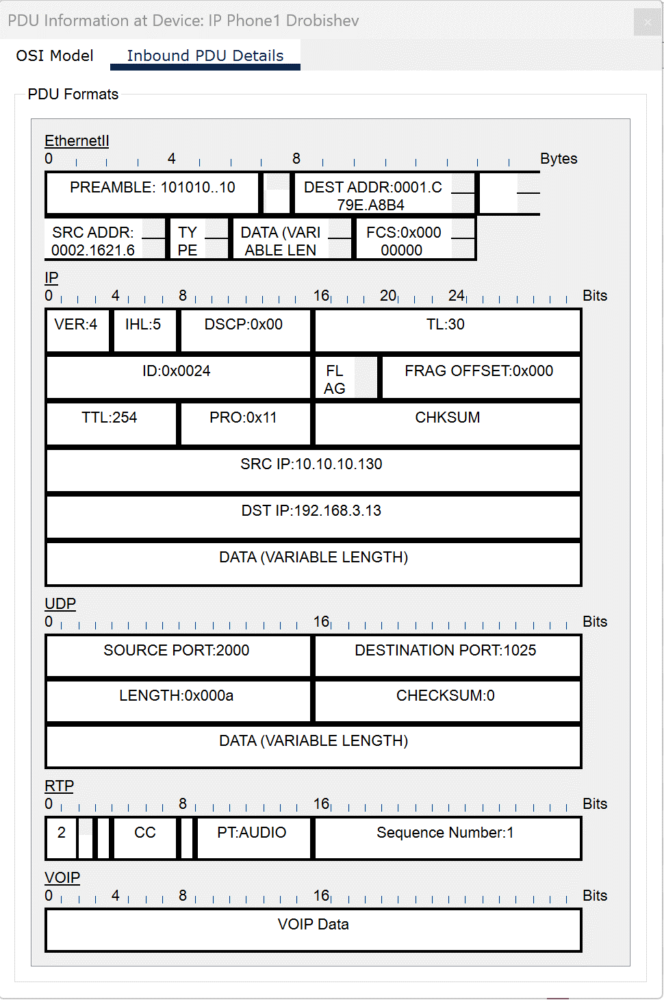 PDU Information at Device: IP Phone1 Drobishev
OSI Model Inbound PDU Details
PDU Formats
EthernetII
0 4 8 Bytes
PREAMBLE: 101010..10 DEST ADDR:0001.C
79E.A8B4
SRC ADDR: TY DATA (VARI FCS:0x000
0002.1621.6 PE ABLE LEN 00000
IP
0 4 8 16 20 24 Bits
VER:4 IHL:5 DSCP:0x00 TL:30
ID:0x0024 FL FRAG OFFSET:0x000
AG
TTL:254 PRO:0x11 CHKSUM
SRC IP:10.10.10.130
DST IP:192.168.3.13
DATA (VARIABLE LENGTH)
UDP
0 16 Bits
SOURCE PORT:2000 DESTINATION PORT:1025
LENGTH:0x000a CHECKSUM:0
DATA (VARIABLE LENGTH)
RTP
0 8 16 Bits
2 CC PT:AUDIO Sequence Number:1
VOIP
0 4 8 16 Bits
VOIP Data